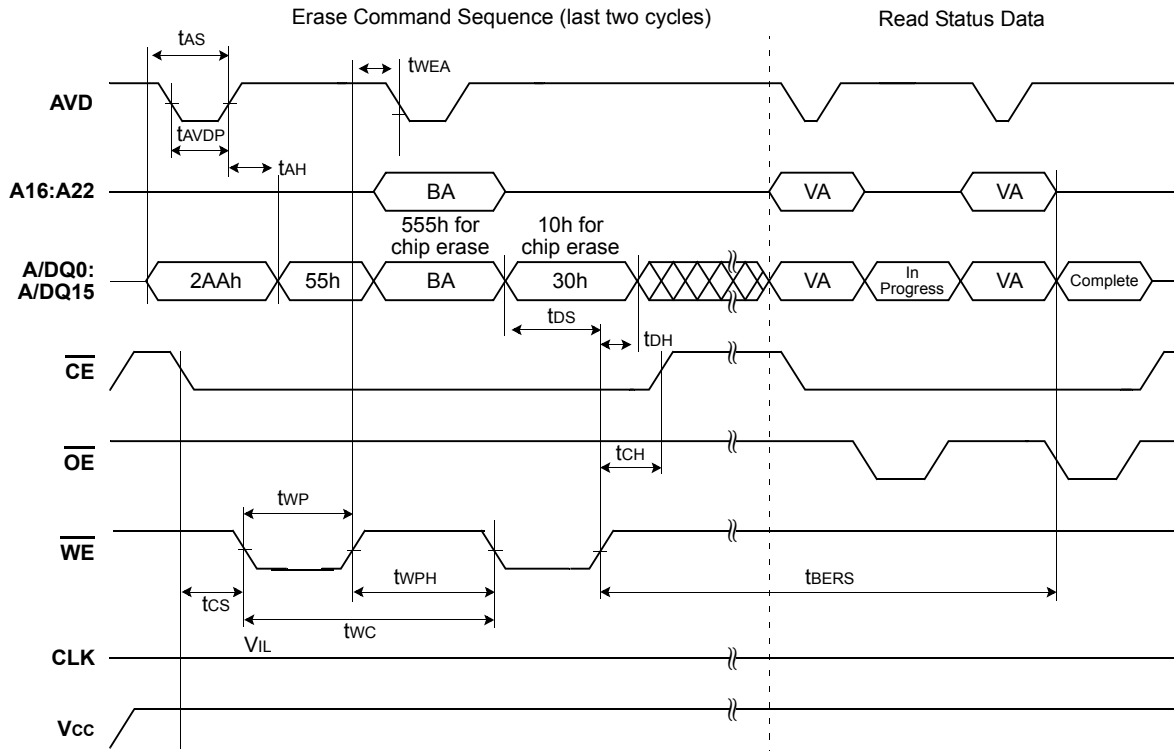 Erase Command Sequence (last two cycles)
Read Status Data
tAS
tWEA
AVD
tAVDP
tAH
A16:A22
BA
VA
VA
555h for
chip erase
10h for
chip erase
A/DQ0:
A/DQ15
2AAh
55h
BA
30h
VA
In
Progress
VA
Complete
tDS
tDH
CE
OE
tCH
tWP
WE
tWPH
tBERS
tCS
tWC
VIL
CLK
VCC